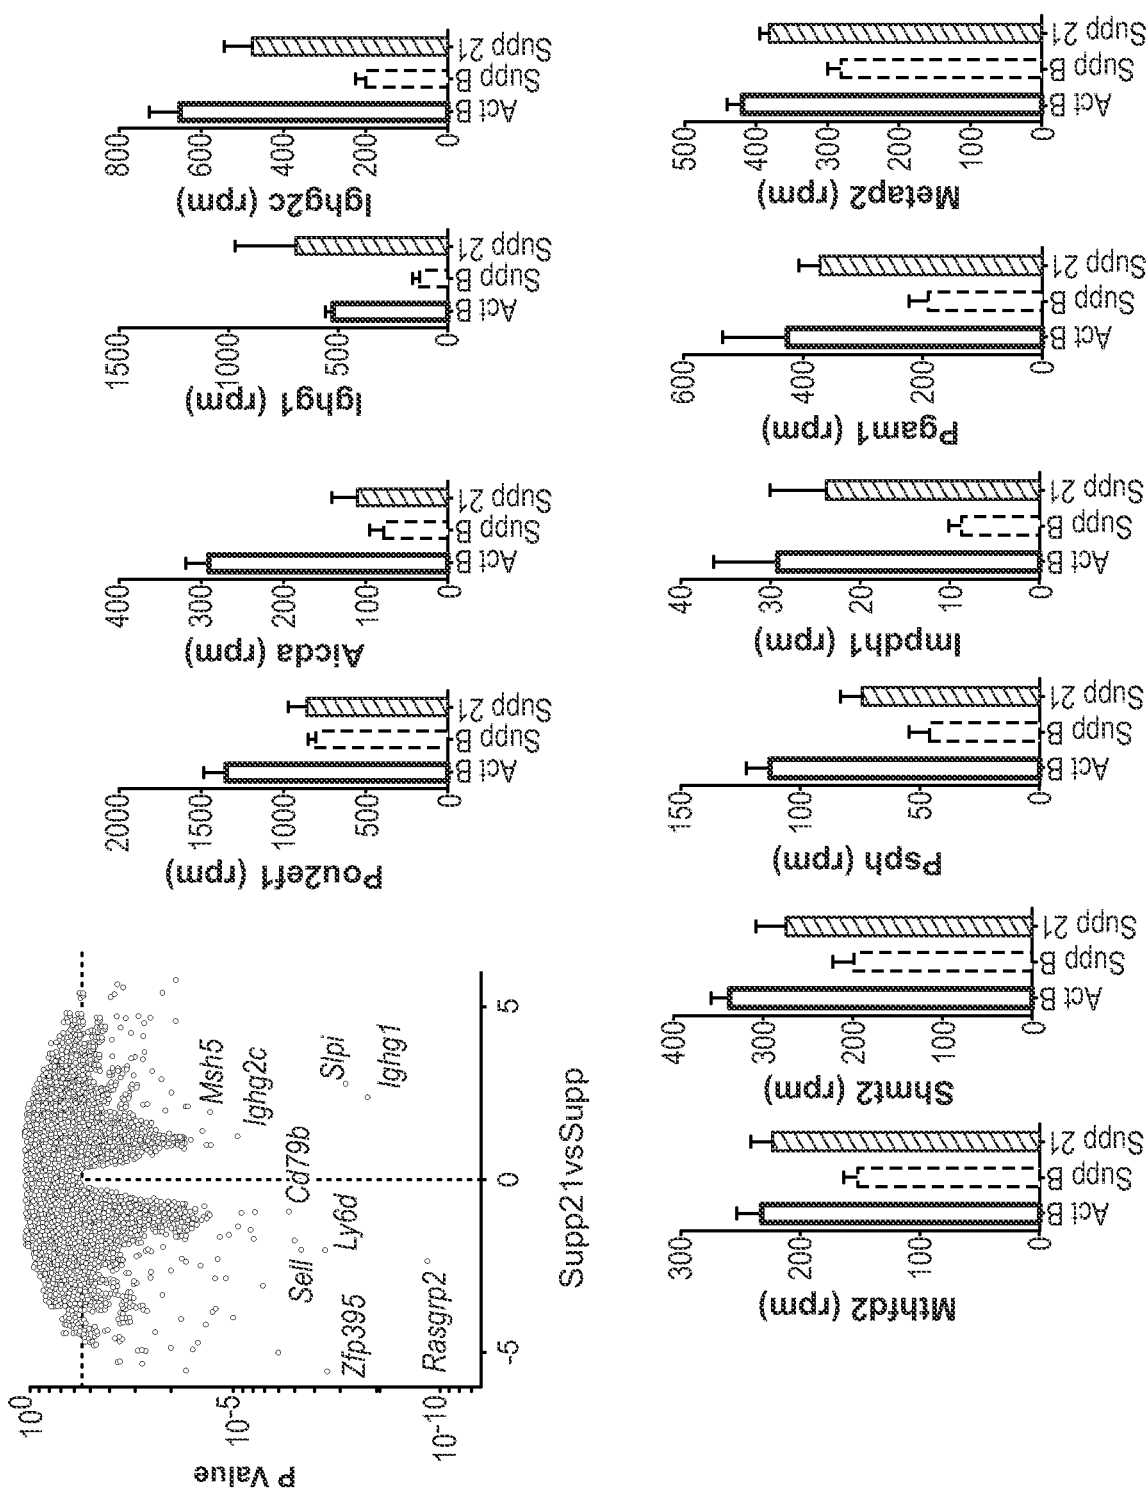 P Value
10^0
10^-5
10^-10
-5
0
5
Supp21vsSupp
Msh5
Ighg2c
Slpi
Ighg1
Cd79b
Ly6d
Sell
Zfp395
Rasgrp2
Pou2ef1 (rpm)
2000
1500
1000
500
0
Act B
Supp B
Supp 21
Aicda (rpm)
400
300
200
100
0
Act B
Supp B
Supp 21
Ighg1 (rpm)
1500
1000
500
0
Act B
Supp B
Supp 21
Ighg2c (rpm)
800
600
400
200
0
Act B
Supp B
Supp 21
Mthfd2 (rpm)
300
200
100
0
Act B
Supp B
Supp 21
Shmt2 (rpm)
400
300
200
100
0
Act B
Supp B
Supp 21
Psph (rpm)
150
100
50
0
Act B
Supp B
Supp 21
Impdh1 (rpm)
40
30
20
10
0
Act B
Supp B
Supp 21
Pgam1 (rpm)
600
400
200
0
Act B
Supp B
Supp 21
Metap2 (rpm)
500
400
300
200
100
0
Act B
Supp B
Supp 21